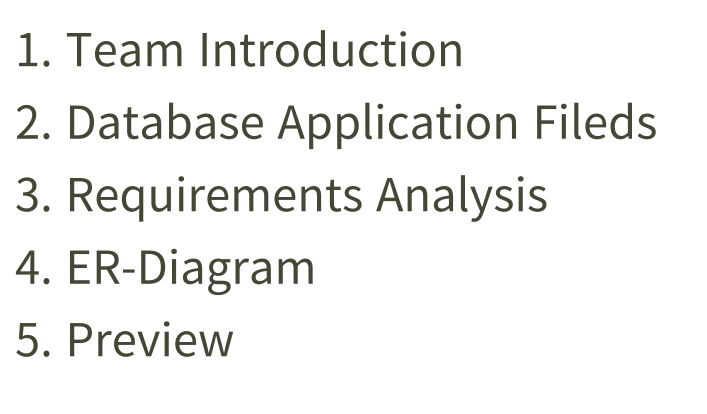 1. Team Introduction
2. Database Application Fileds
3. Requirements Analysis
4. ER-Diagram
5. Preview